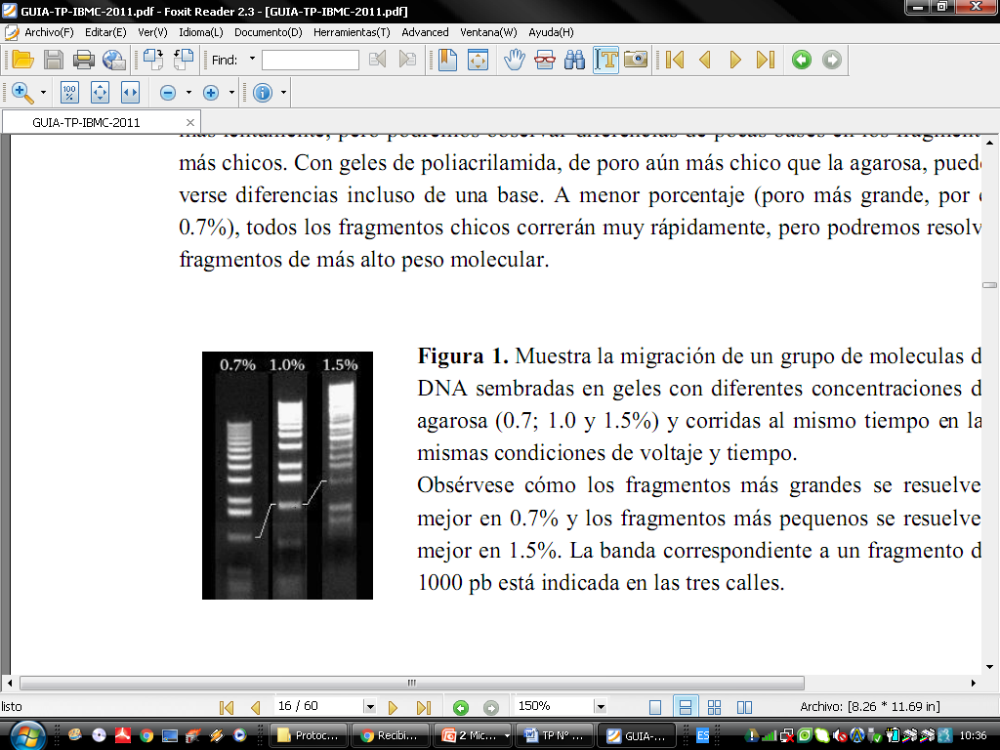 GUIA-TP-IBMC-2011.pdf - Foxit Reader 2.3 - [GUIA-TP-IBMC-2011.pdf]
Archivo(F) Editar(E) Ver(V) Idioma(L) Documento(D) Herramientas(T) Advanced Ventana(W) Ayuda(H)
Find:
100 %
GUIA-TP-IBMC-2011
más lentamente, pero podremos observar diferencias de pocas bases en los fragment
más chicos. Con geles de poliacrilamida, de poro aún más chico que la agarosa, pued
verse diferencias incluso de una base. A menor porcentaje (poro más grande, por
0.7%), todos los fragmentos chicos correrán muy rápidamente, pero podremos resolv
fragmentos de más alto peso molecular.
0.7% 1.0% 1.5%
Figura 1. Muestra la migración de un grupo de moleculas d
DNA sembradas en geles con diferentes concentraciones d
agarosa (0.7; 1.0 y 1.5%) y corridas al mismo tiempo en la
mismas condiciones de voltaje y tiempo.
Obsérvese cómo los fragmentos más grandes se resuelve
mejor en 0.7% y los fragmentos más pequenos se resuelve
mejor en 1.5%. La banda correspondiente a un fragmento d
1000 pb está indicada en las tres calles.
listo 16 / 60 150% Archivo: [8.26 * 11.69 in]
Protoc... Recibi... 2 Mic... TP N° ... GUIA-... ES 10:36